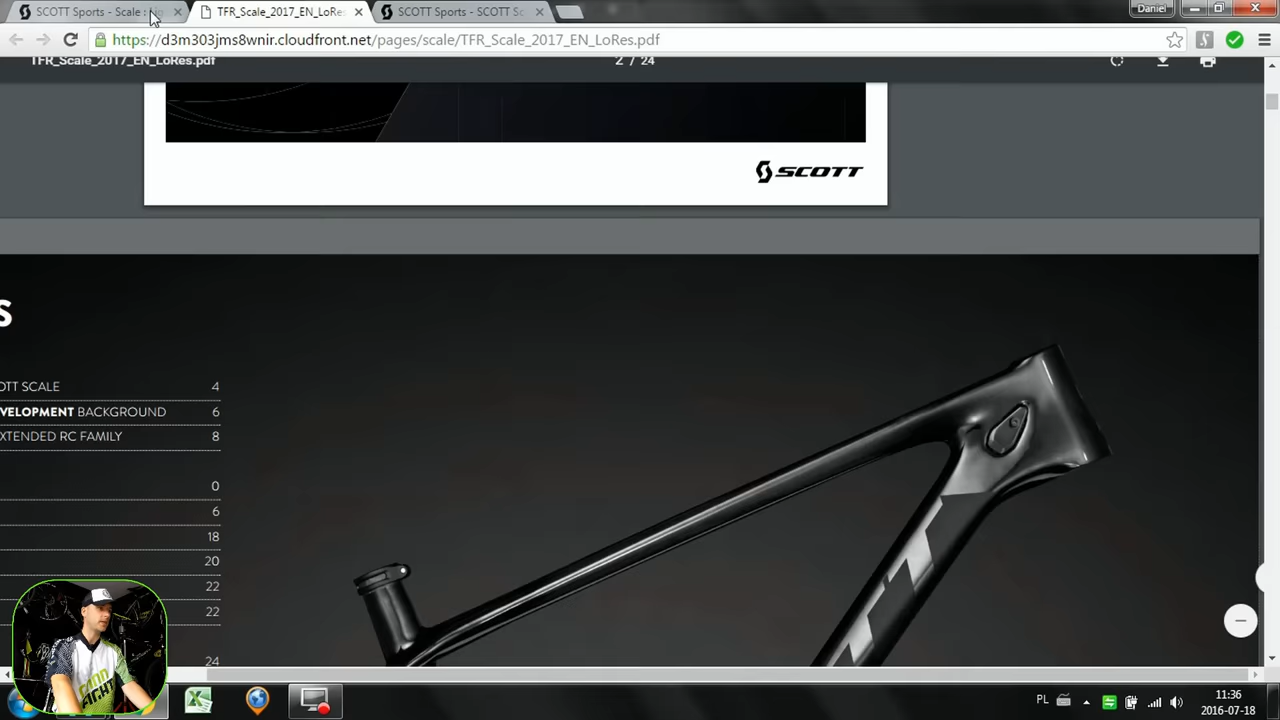 SCOTT Sports - Scale : 
TFR_Scale_2017_EN_LoRes
SCOTT Sports - SCOTT Sc
Daniel
https://d3m303jms8wnir.cloudfront.net/pages/scale/TFR_Scale_2017_EN_LoRes.pdf
TFR_Scale_2017_EN_LoRes.pdf
2 / 24
SCOTT
S
OTT SCALE 4
VELOPMENT BACKGROUND 6
XTENDED RC FAMILY 8
0
6
18
20
22
22
24
PL
11:36
2016-07-18